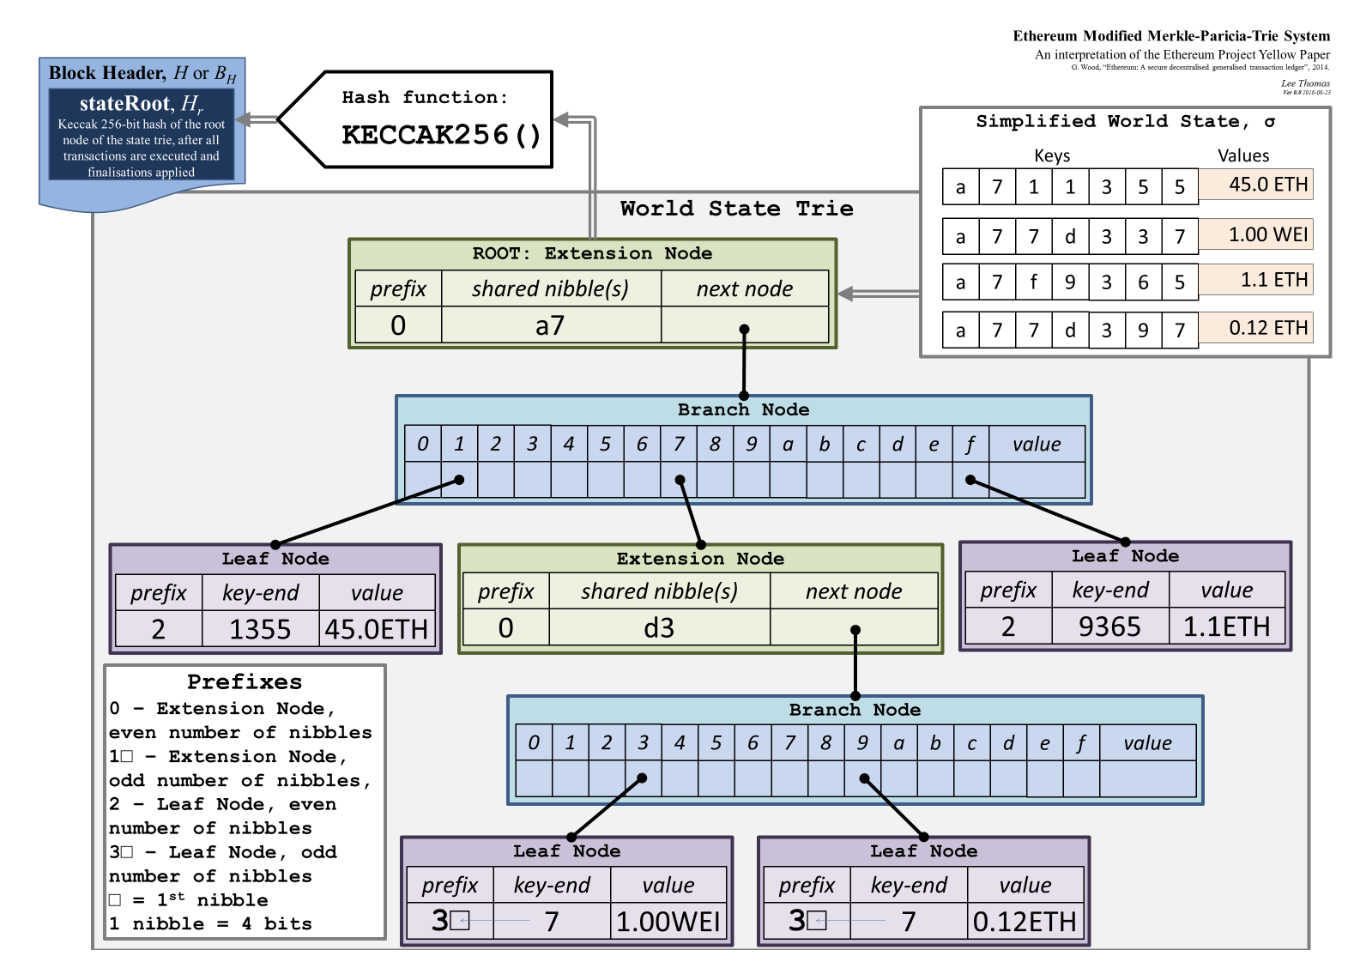 Ethereum Modified Merkle-Paricia-Trie System
An interpretation of the Ethereum Project Yellow Paper
G. Wood, "Ethereum: A secure decentralised generalised transaction ledger", 2014.
Lee Thomas
Ver 0.0 2016-06-23
Block Header, H or B_H
stateRoot, H_r
Keccak 256-bit hash of the root
node of the state trie, after all
transactions are executed and
finalisations applied
Hash function:
KECCAK256()
Simplified World State, σ
Keys Values
a 7 1 1 3 5 5 45.0 ETH
a 7 7 d 3 3 7 1.00 WEI
a 7 f 9 3 6 5 1.1 ETH
a 7 7 d 3 9 7 0.12 ETH
World State Trie
ROOT: Extension Node
prefix shared nibble(s) next node
0 a7
Branch Node
0 1 2 3 4 5 6 7 8 9 a b c d e f value
Leaf Node
prefix key-end value
2 1355 45.0ETH
Extension Node
prefix shared nibble(s) next node
0 d3
Leaf Node
prefix key-end value
2 9365 1.1ETH
Branch Node
0 1 2 3 4 5 6 7 8 9 a b c d e f value
Leaf Node
prefix key-end value
3□ 7 1.00WEI
Leaf Node
prefix key-end value
3□ 7 0.12ETH
Prefixes
0 – Extension Node,
even number of nibbles
1□ – Extension Node,
odd number of nibbles,
2 – Leaf Node, even
number of nibbles
3□ – Leaf Node, odd
number of nibbles
□ = 1st nibble
1 nibble = 4 bits